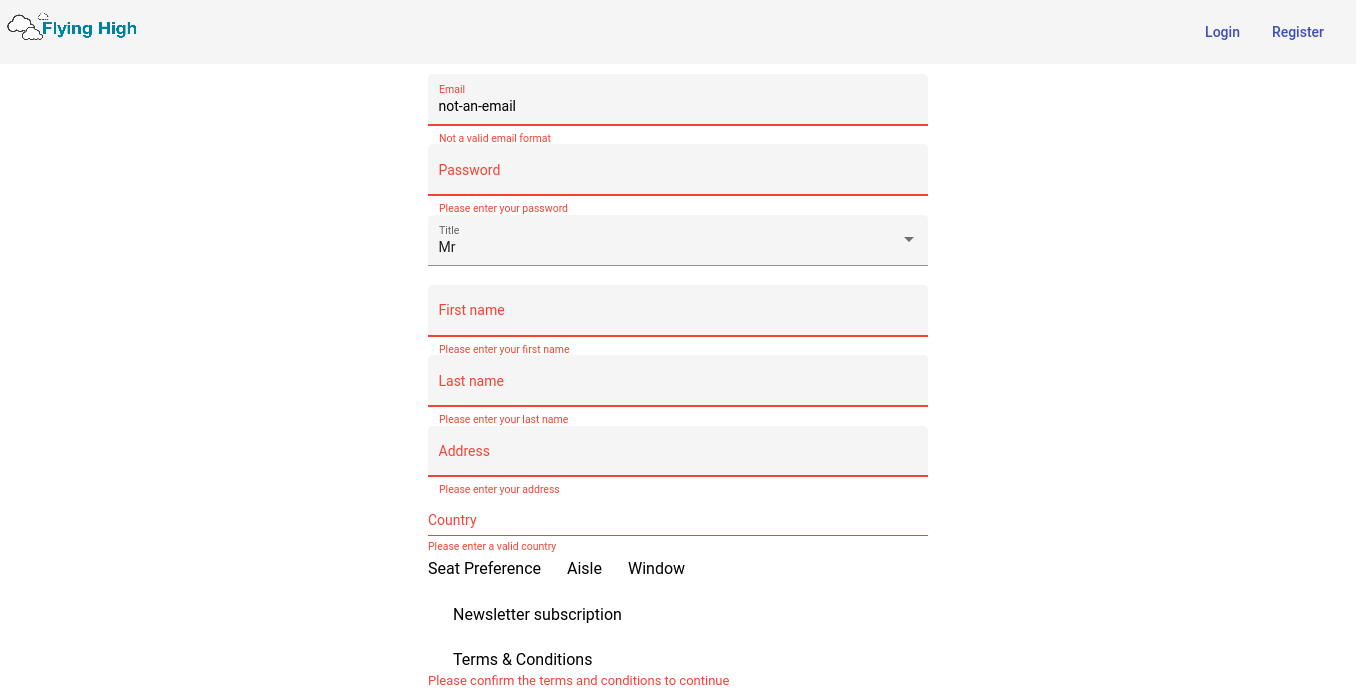 Flying High
Login Register
Email
not-an-email
Not a valid email format
Password
Please enter your password
Title
Mr
First name
Please enter your first name
Last name
Please enter your last name
Address
Please enter your address
Country
Please enter a valid country
Seat Preference Aisle Window
Newsletter subscription
Terms & Conditions
Please confirm the terms and conditions to continue